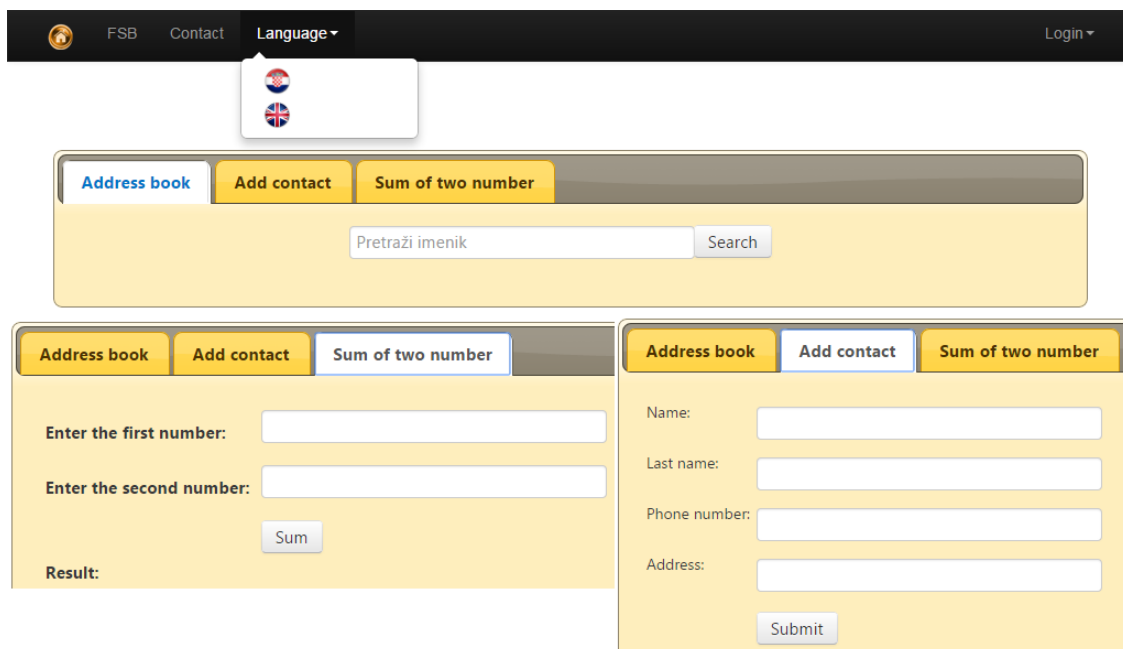 FSB Contact Language Login
Address book Add contact Sum of two number
Pretraži imenik Search
Address book Add contact Sum of two number
Enter the first number:
Enter the second number:
Sum
Result:
Address book Add contact Sum of two number
Name:
Last name:
Phone number:
Address:
Submit